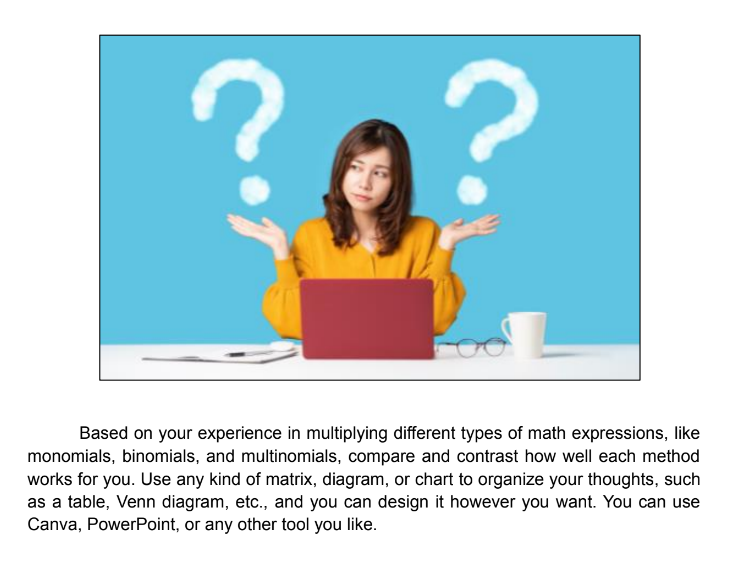 Based on your experience in multiplying different types of math expressions, like
monomials, binomials, and multinomials, compare and contrast how well each method
works for you. Use any kind of matrix, diagram, or chart to organize your thoughts, such
as a table, Venn diagram, etc., and you can design it however you want. You can use
Canva, PowerPoint, or any other tool you like.